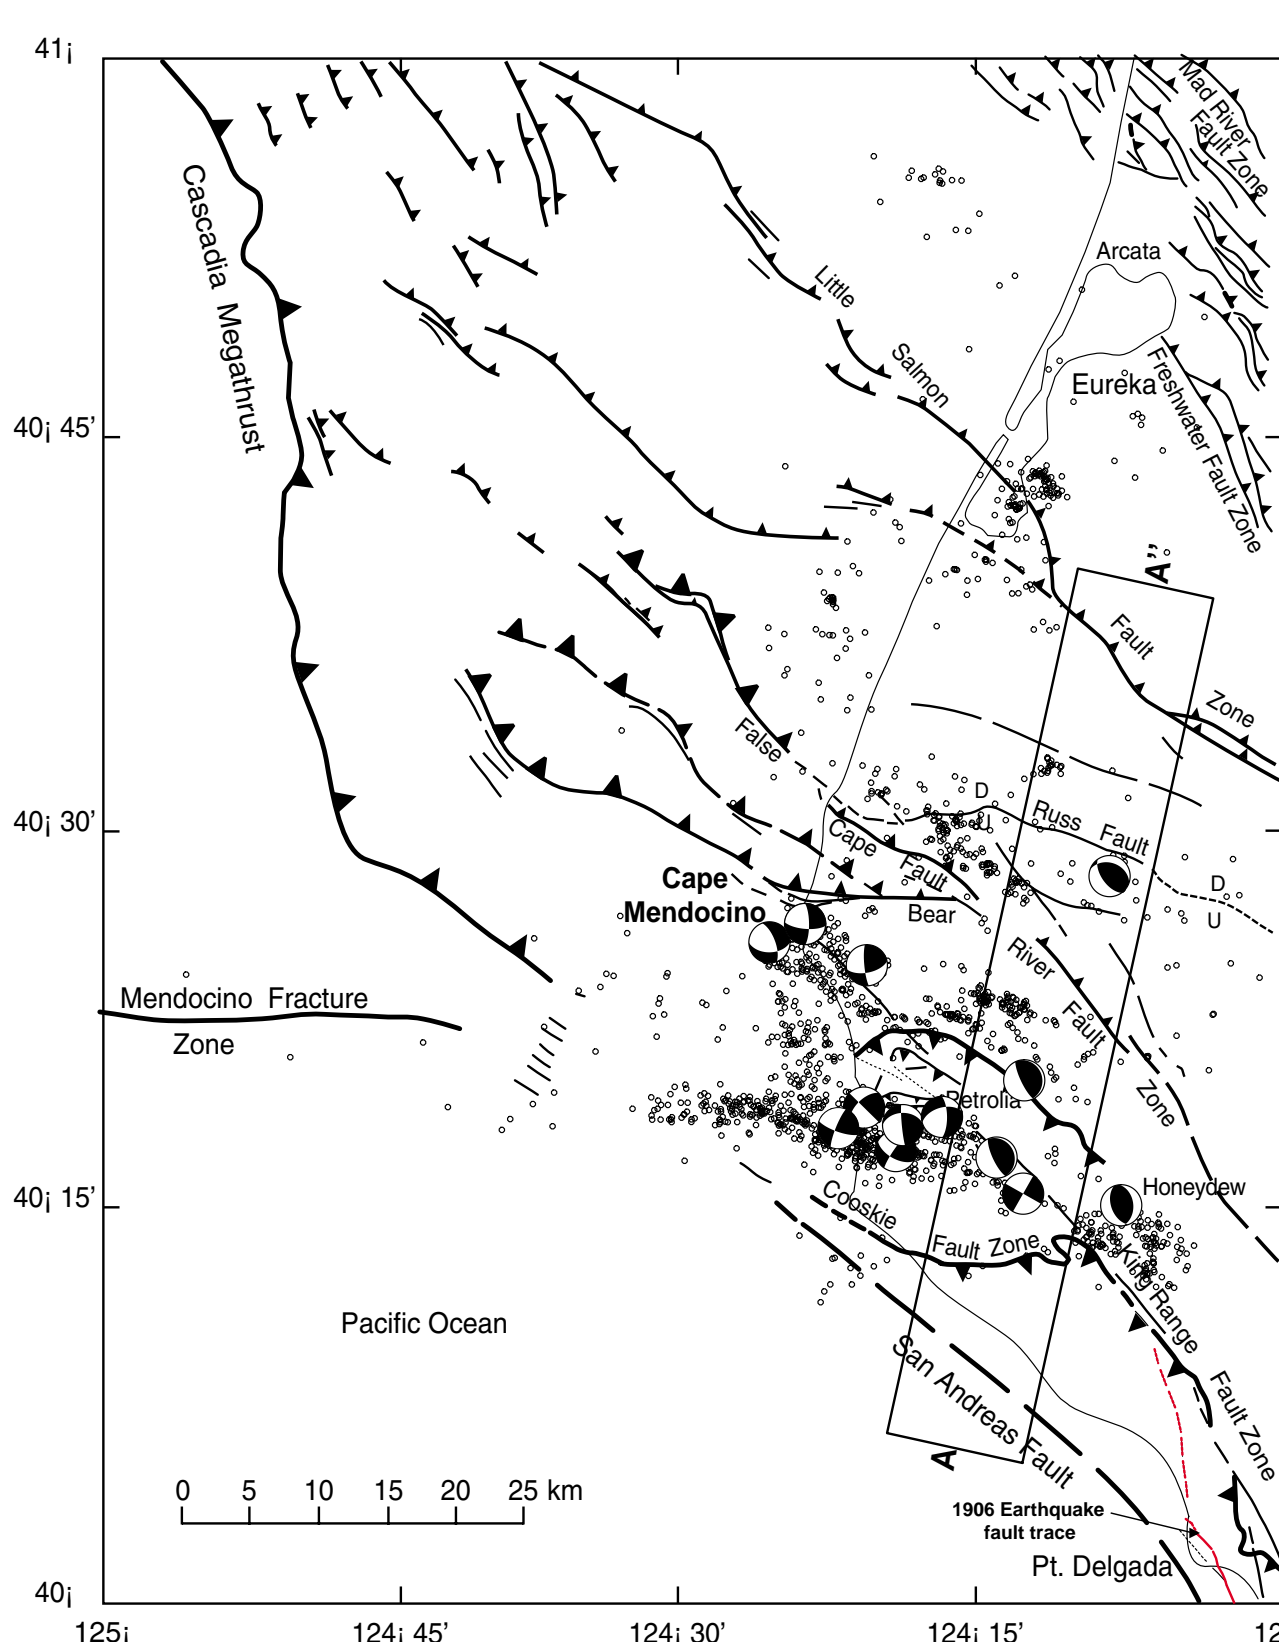 41¡
Mad River
Fault Zone
Cascadia Megathrust
Arcata
Little
Salmon
Eureka
Freshwater Fault Zone
40¡ 45'
A''
Fault
Zone
False
D
U
Russ Fault
40¡ 30'
Cape
Fault
Cape
Mendocino
D
U
Bear
River
Fault
Zone
Mendocino Fracture
Zone
Petrolia
Honeydew
40¡ 15'
Cooskie
Fault Zone
King Range
Fault Zone
Pacific Ocean
San Andreas Fault
A
0 5 10 15 20 25 km
1906 Earthquake
fault trace
Pt. Delgada
40¡
125¡ 124¡ 45' 124¡ 30' 124¡ 15' 12